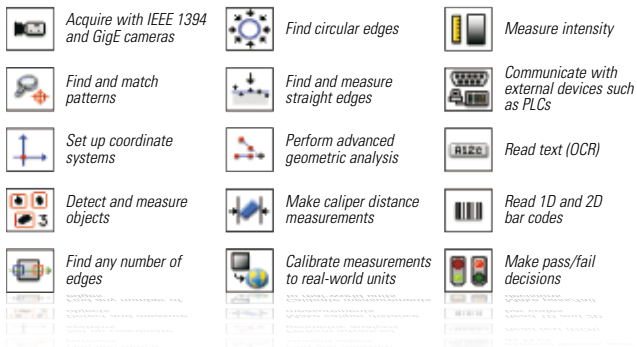 Acquire with IEEE 1394
and GigE cameras
Find circular edges
Measure intensity
Find and match
patterns
Find and measure
straight edges
Communicate with
external devices such
as PLCs
Set up coordinate
systems
Perform advanced
geometric analysis
A12C
Read text (OCR)
3
Detect and measure
objects
Make caliper distance
measurements
Read 1D and 2D
bar codes
Find any number of
edges
Calibrate measurements
to real-world units
Make pass/fail
decisions